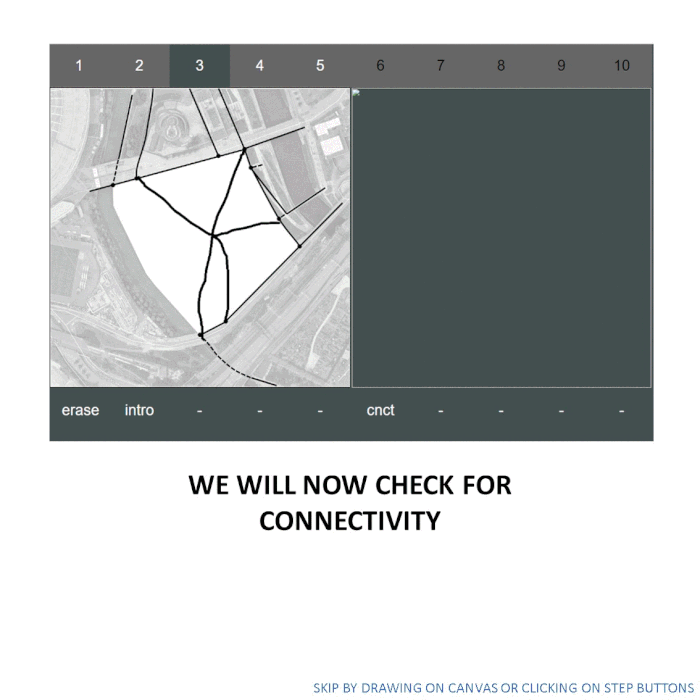 1 2 3 4 5 6 7 8 9 10
erase intro - - - cnct - - - -
WE WILL NOW CHECK FOR
CONNECTIVITY
SKIP BY DRAWING ON CANVAS OR CLICKING ON STEP BUTTONS